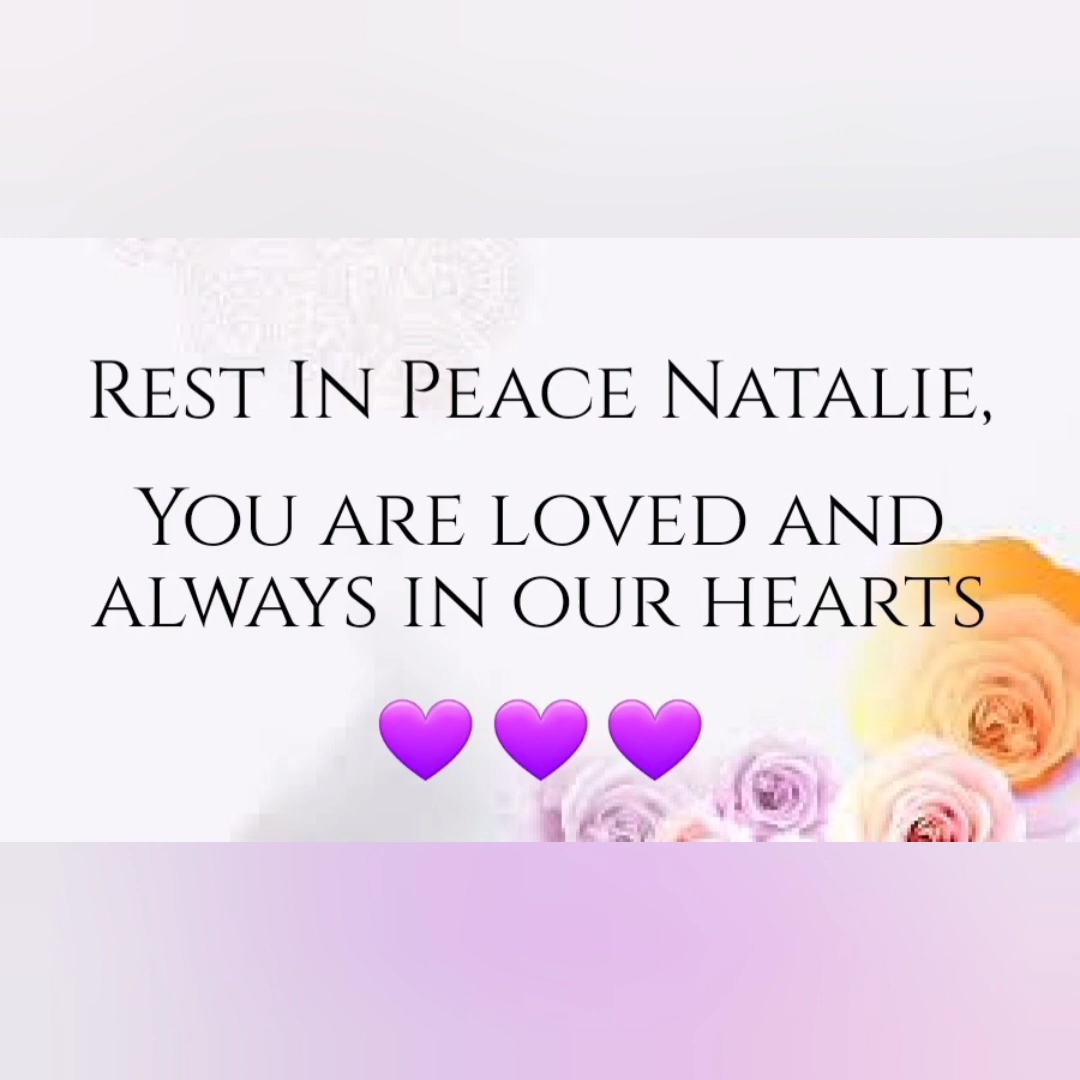 Rest In Peace Natalie,
You are loved and
always in our hearts
💜💜💜